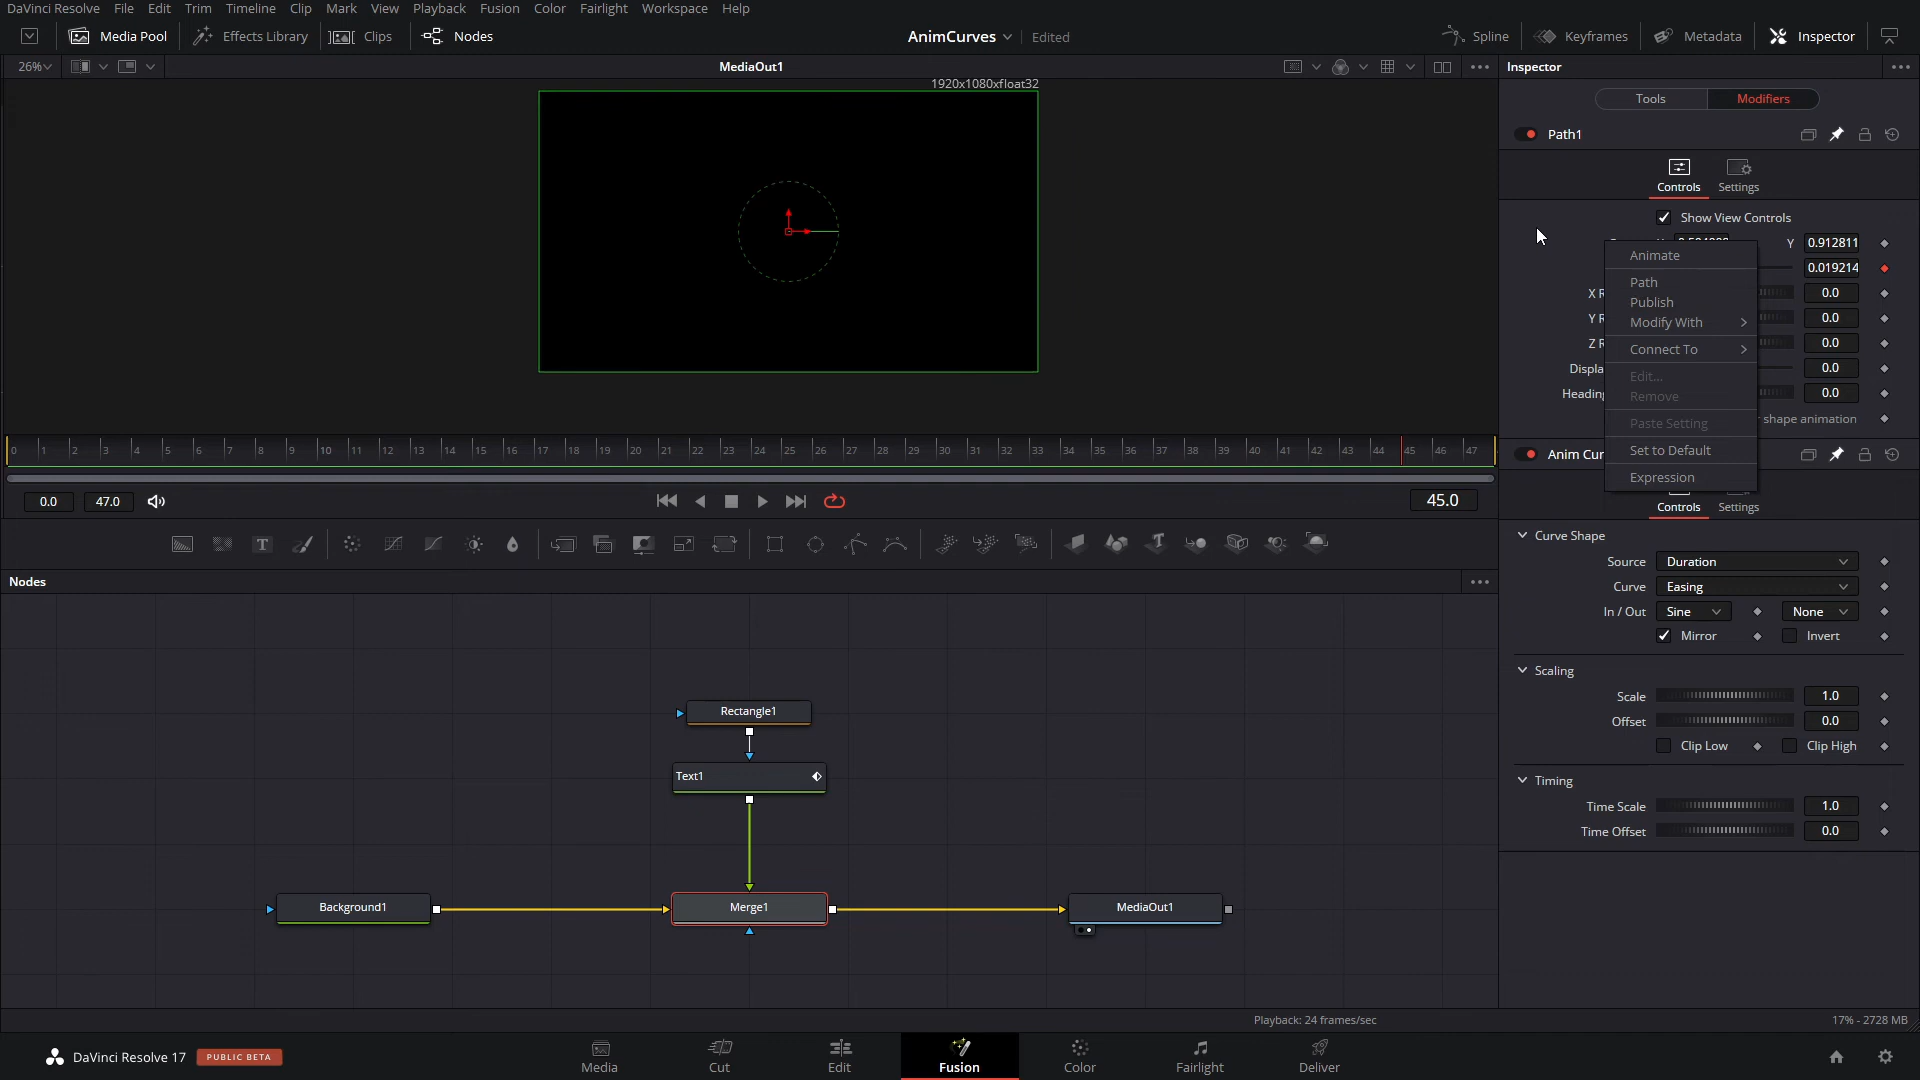 DaVinci Resolve File Edit Trim Timeline Clip Mark View Playback Fusion Color Fairlight Workspace Help
Media Pool Effects Library Clips Nodes AnimCurves Edited Spline Keyframes Metadata Inspector
26% MediaOut1 Inspector
1920x1080xfloat32
Tools Modifiers
Path1
Controls Settings
Show View Controls
Y 0.912811
Animate
0.019214
Path
X R 0.0
Publish
Y R 0.0
Modify With
Z R 0.0
Connect To
Displa 0.0
Edit...
Heading 0.0
Remove
shape animation
Paste Setting
Set to Default
Anim Cur
Expression
0 1 2 3 4 5 6 7 8 9 10 11 12 13 14 15 16 17 18 19 20 21 22 23 24 25 26 27 28 29 30 31 32 33 34 35 36 37 38 39 40 41 42 43 44 45 46 47
0.0 47.0 45.0
Controls Settings
Curve Shape
Source Duration
Curve Easing
In / Out Sine None
Mirror Invert
Scaling
Scale 1.0
Offset 0.0
Clip Low Clip High
Timing
Time Scale 1.0
Time Offset 0.0
Nodes
Rectangle1
Text1
Background1 Merge1 MediaOut1
Playback: 24 frames/sec 17% - 2728 MB
DaVinci Resolve 17 PUBLIC BETA
Media Cut Edit Fusion Color Fairlight Deliver